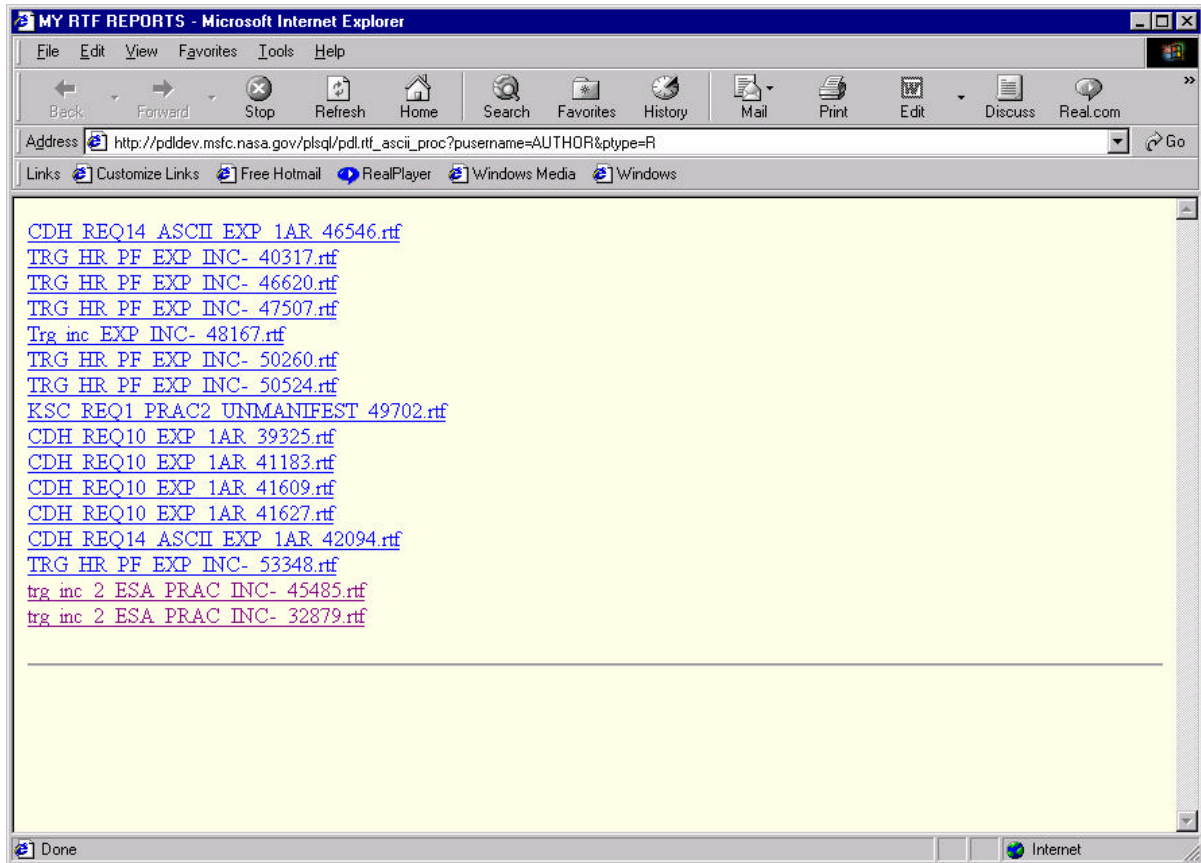 MY RTF REPORTS - Microsoft Internet Explorer
File Edit View Favorites Tools Help
Back Forward Stop Refresh Home Search Favorites History Mail Print Edit Discuss Real.com »
Address http://pdldev.msfc.nasa.gov/plsql/pdl.rtf_ascii_proc?pusername=AUTHOR&ptype=R Go
Links Customize Links Free Hotmail RealPlayer Windows Media Windows
CDH_REQ14_ASCII_EXP_1AR_46546.rtf
TRG_HR_PF_EXP_INC-_40317.rtf
TRG_HR_PF_EXP_INC-_46620.rtf
TRG_HR_PF_EXP_INC-_47507.rtf
Trg_inc_EXP_INC-_48167.rtf
TRG_HR_PF_EXP_INC-_50260.rtf
TRG_HR_PF_EXP_INC-_50524.rtf
KSC_REQ1_PRAC2_UNMANIFEST_49702.rtf
CDH_REQ10_EXP_1AR_39325.rtf
CDH_REQ10_EXP_1AR_41183.rtf
CDH_REQ10_EXP_1AR_41609.rtf
CDH_REQ10_EXP_1AR_41627.rtf
CDH_REQ14_ASCII_EXP_1AR_42094.rtf
TRG_HR_PF_EXP_INC-_53348.rtf
trg_inc_2_ESA_PRAC_INC-_45485.rtf
trg_inc_2_ESA_PRAC_INC-_32879.rtf
Done Internet